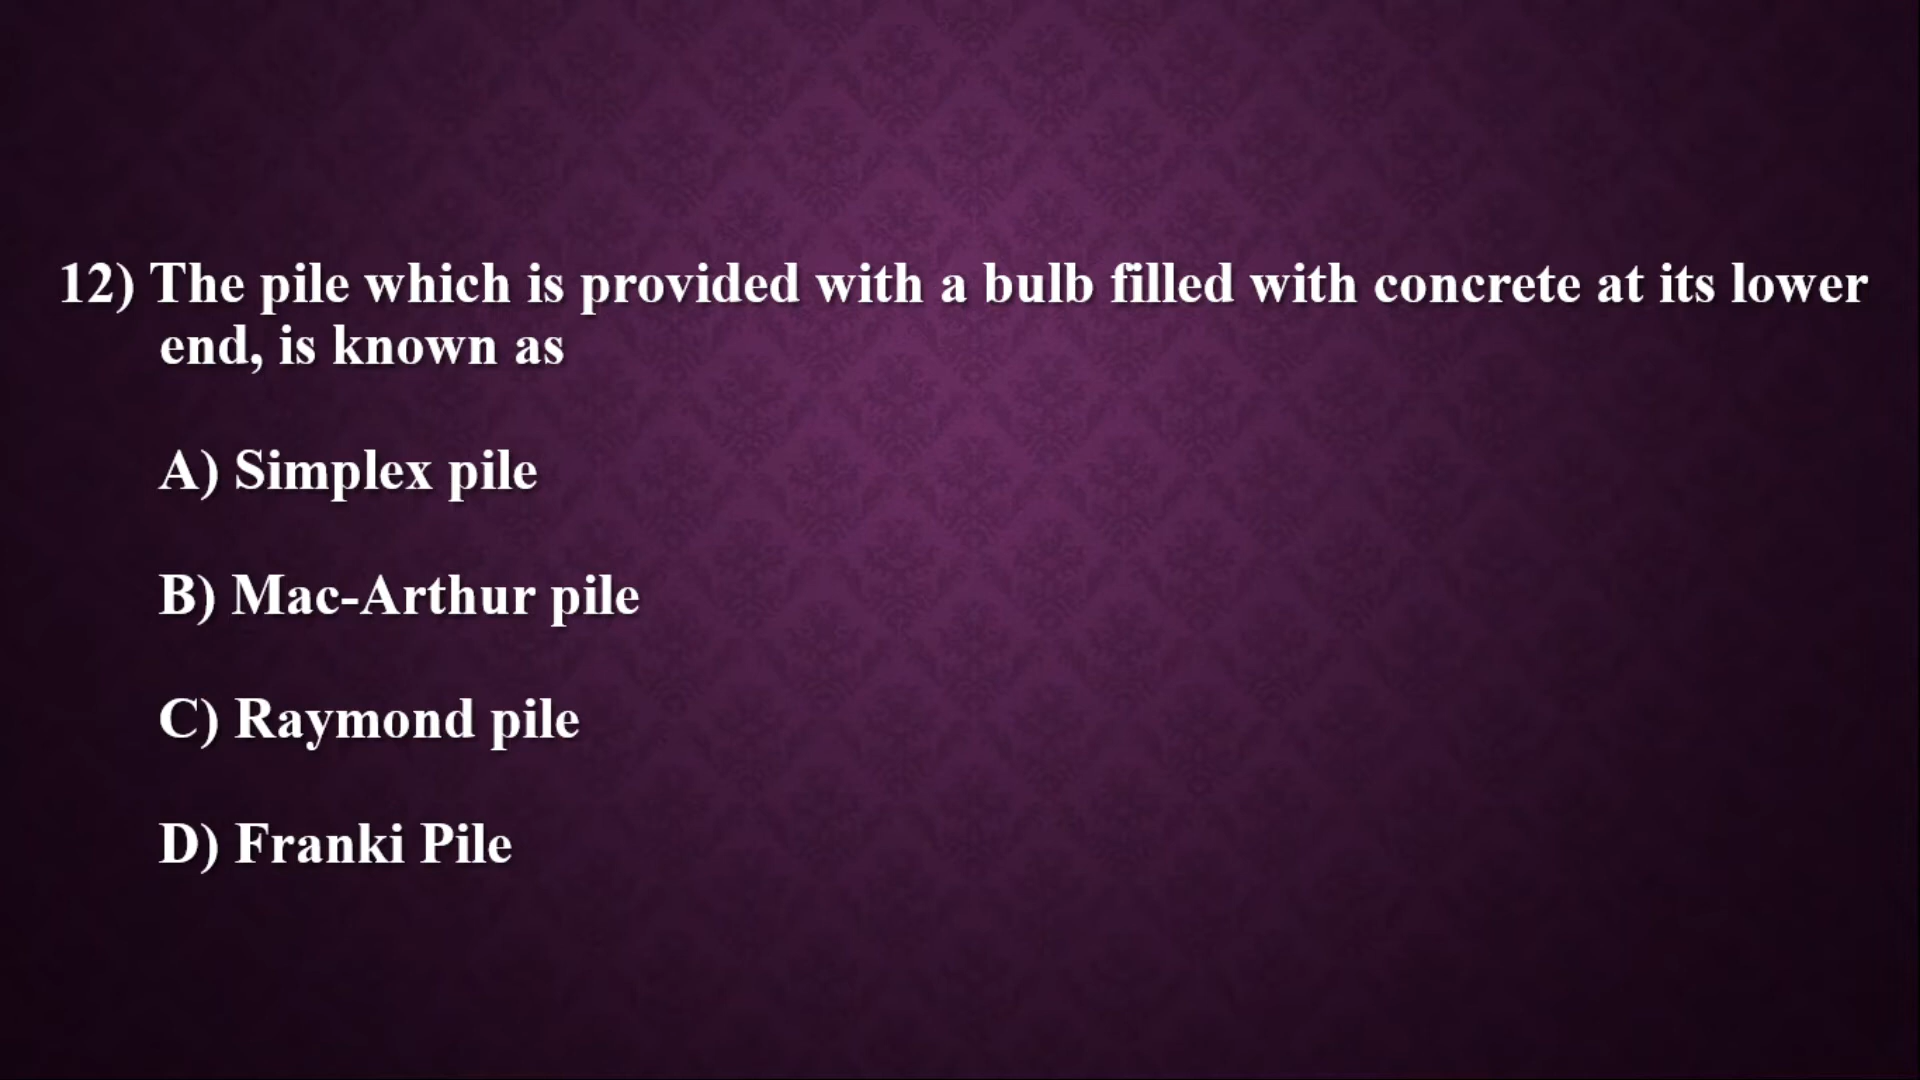 12) The pile which is provided with a bulb filled with concrete at its lower
end, is known as
A) Simplex pile
B) Mac-Arthur pile
C) Raymond pile
D) Franki Pile